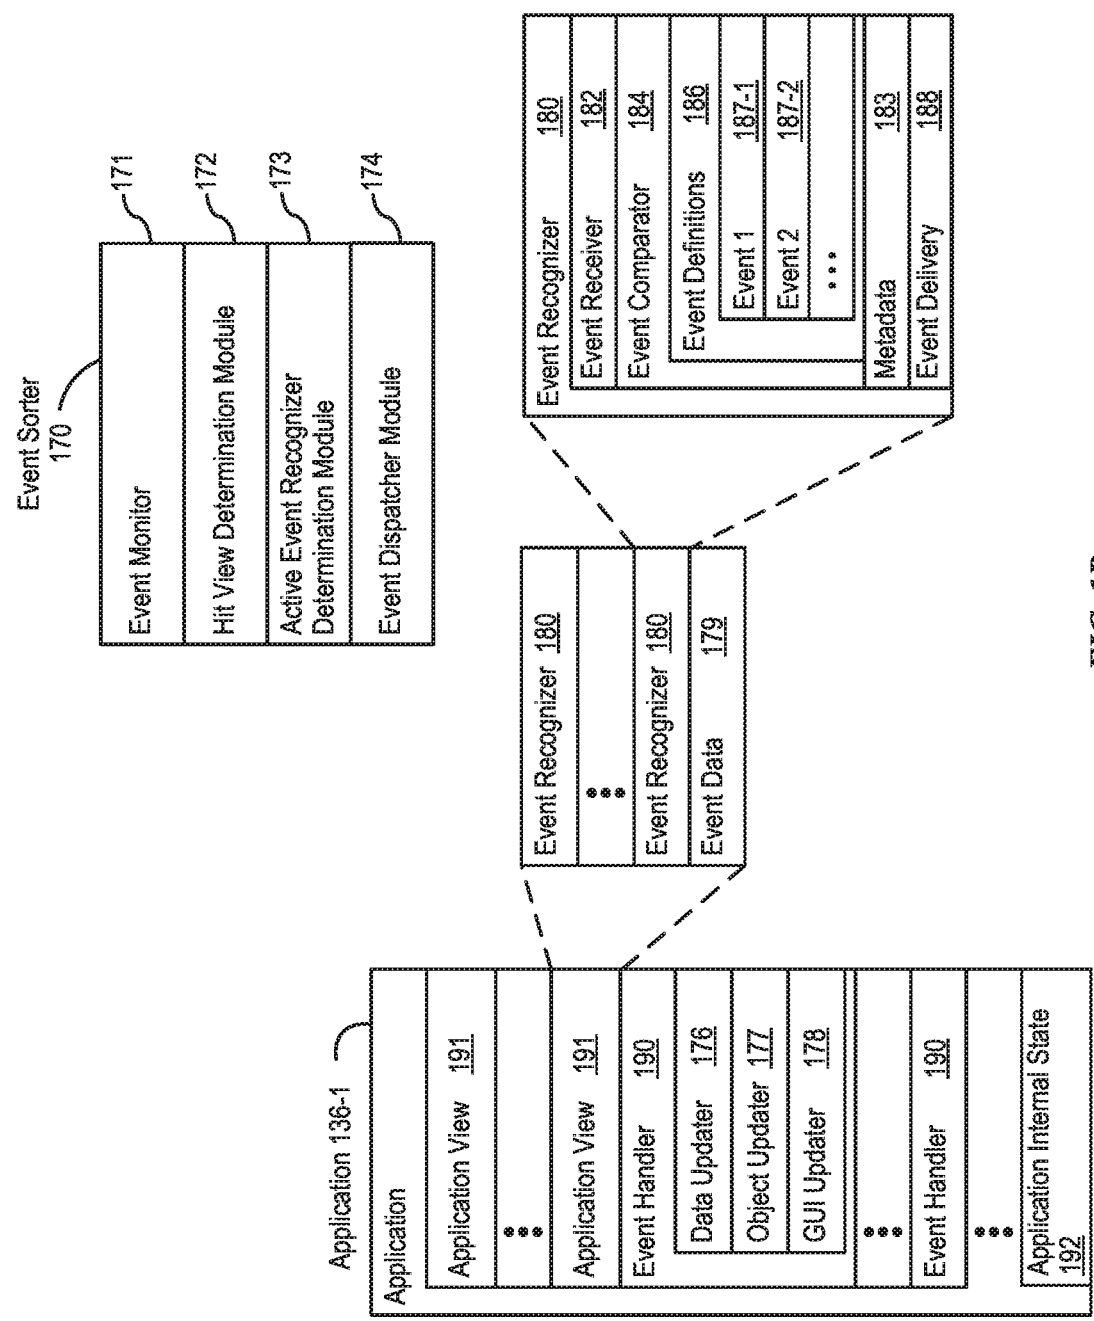 Event Sorter
170
Event Monitor
171
Hit View Determination Module
172
Active Event Recognizer
Determination Module
173
Event Dispatcher Module
174
Application 136-1
Application
Application View 191
Application View 191
Event Handler 190
Data Updater 176
Object Updater 177
GUI Updater 178
Event Handler 190
Application Internal State
192
Event Recognizer 180
Event Recognizer 180
Event Data 179
Event Recognizer 180
Event Receiver 182
Event Comparator 184
Event Definitions 186
Event 1 187-1
Event 2 187-2
Metadata 183
Event Delivery 188